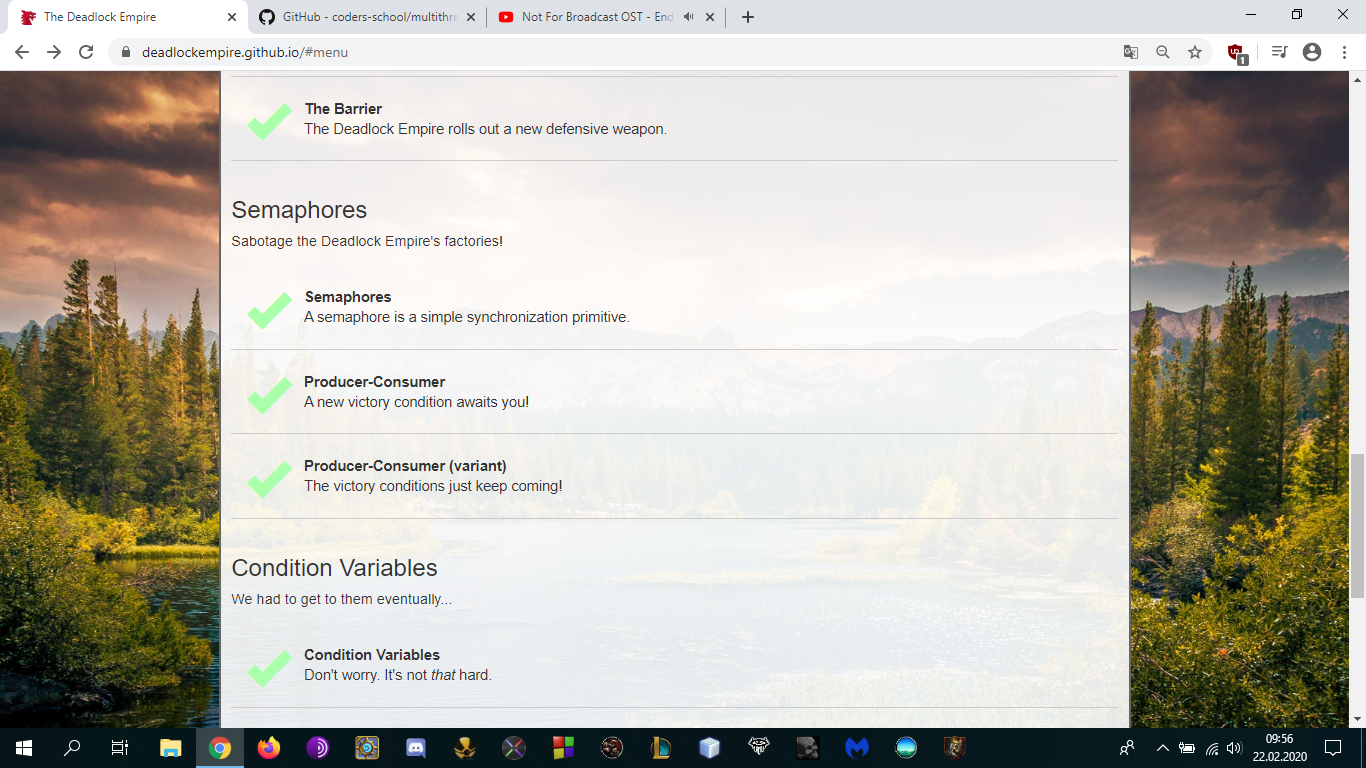 The Deadlock Empire
GitHub - coders-school/multithre
Not For Broadcast OST - End
deadlockempire.github.io/#menu
1
The Barrier
The Deadlock Empire rolls out a new defensive weapon.
Semaphores
Sabotage the Deadlock Empire's factories!
Semaphores
A semaphore is a simple synchronization primitive.
Producer-Consumer
A new victory condition awaits you!
Producer-Consumer (variant)
The victory conditions just keep coming!
Condition Variables
We had to get to them eventually...
Condition Variables
Don't worry. It's not that hard.
09:56
22.02.2020